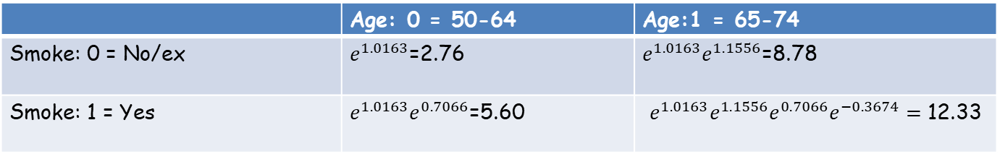 Age: 0 = 50-64 Age:1 = 65-74
Smoke: 0 = No/ex e^{1.0163}=2.76 e^{1.0163}e^{1.1556}=8.78
Smoke: 1 = Yes e^{1.0163}e^{0.7066}=5.60 e^{1.0163}e^{1.1556}e^{0.7066}e^{−0.3674} = 12.33